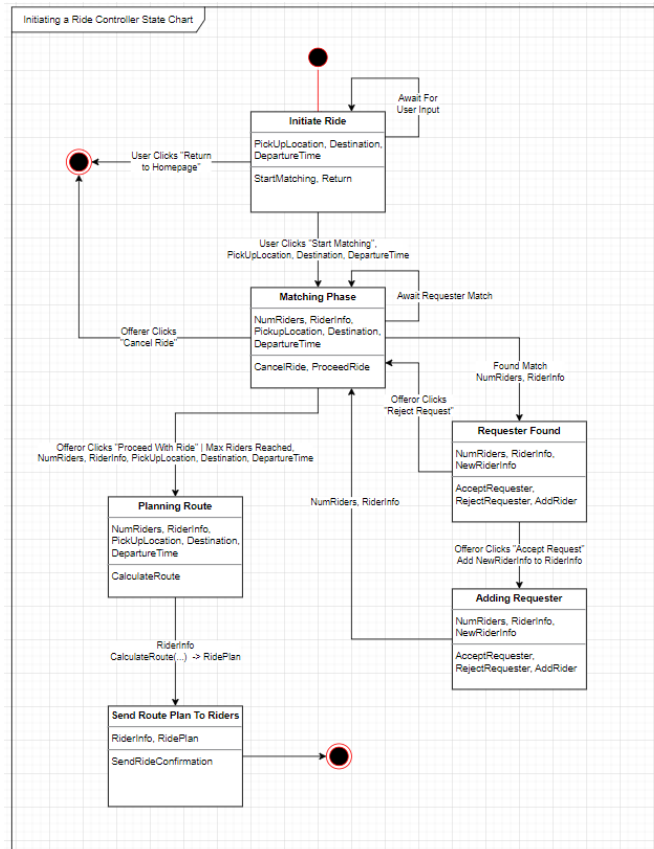 Initiating a Ride Controller State Chart
Await For
User Input
Initiate Ride
PickUpLocation, Destination,
DepartureTime
StartMatching, Return
User Clicks "Return
to Homepage"
User Clicks "Start Matching",
PickUpLocation, Destination, DepartureTime
Matching Phase
NumRiders, RiderInfo,
PickupLocation, Destination,
DepartureTime
CancelRide, ProceedRide
Await Requester Match
Offerer Clicks
"Cancel Ride"
Found Match
NumRiders, RiderInfo
Offeror Clicks
"Reject Request"
Requester Found
NumRiders, RiderInfo,
NewRiderInfo
AcceptRequester,
RejectRequester, AddRider
Offeror Clicks "Proceed With Ride" | Max Riders Reached,
NumRiders, RiderInfo, PickUpLocation, Destination, DepartureTime
NumRiders, RiderInfo
Planning Route
NumRiders, RiderInfo,
PickUpLocation, Destination,
DepartureTime
CalculateRoute
Offeror Clicks "Accept Request"
Add NewRiderInfo to RiderInfo
Adding Requester
NumRiders, RiderInfo,
NewRiderInfo
AcceptRequester,
RejectRequester, AddRider
RiderInfo
CalculateRoute(...) -> RidePlan
Send Route Plan To Riders
RiderInfo, RidePlan
SendRideConfirmation